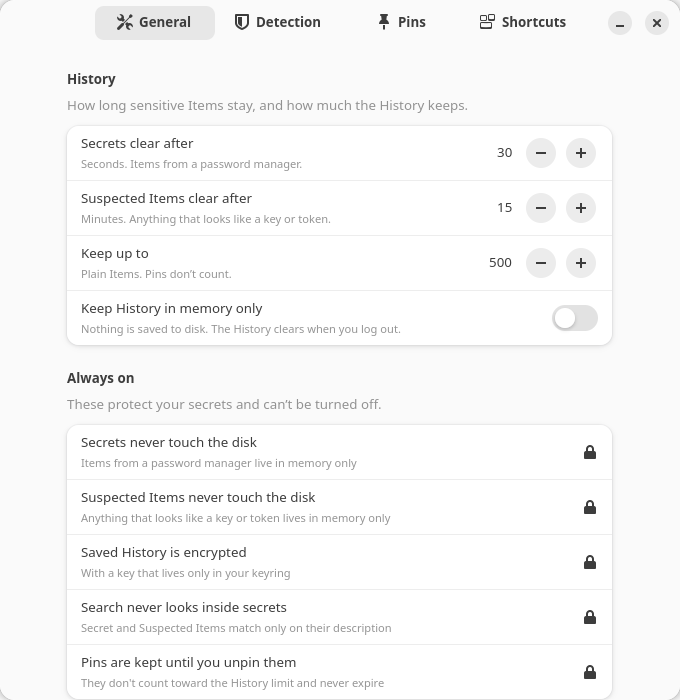 General
Detection
Pins
Shortcuts
History
How long sensitive Items stay, and how much the History keeps.
Secrets clear after
30
Seconds. Items from a password manager.
Suspected Items clear after
15
Minutes. Anything that looks like a key or token.
Keep up to
500
Plain Items. Pins don’t count.
Keep History in memory only
Nothing is saved to disk. The History clears when you log out.
Always on
These protect your secrets and can’t be turned off.
Secrets never touch the disk
Items from a password manager live in memory only
Suspected Items never touch the disk
Anything that looks like a key or token lives in memory only
Saved History is encrypted
With a key that lives only in your keyring
Search never looks inside secrets
Secret and Suspected Items match only on their description
Pins are kept until you unpin them
They don't count toward the History limit and never expire